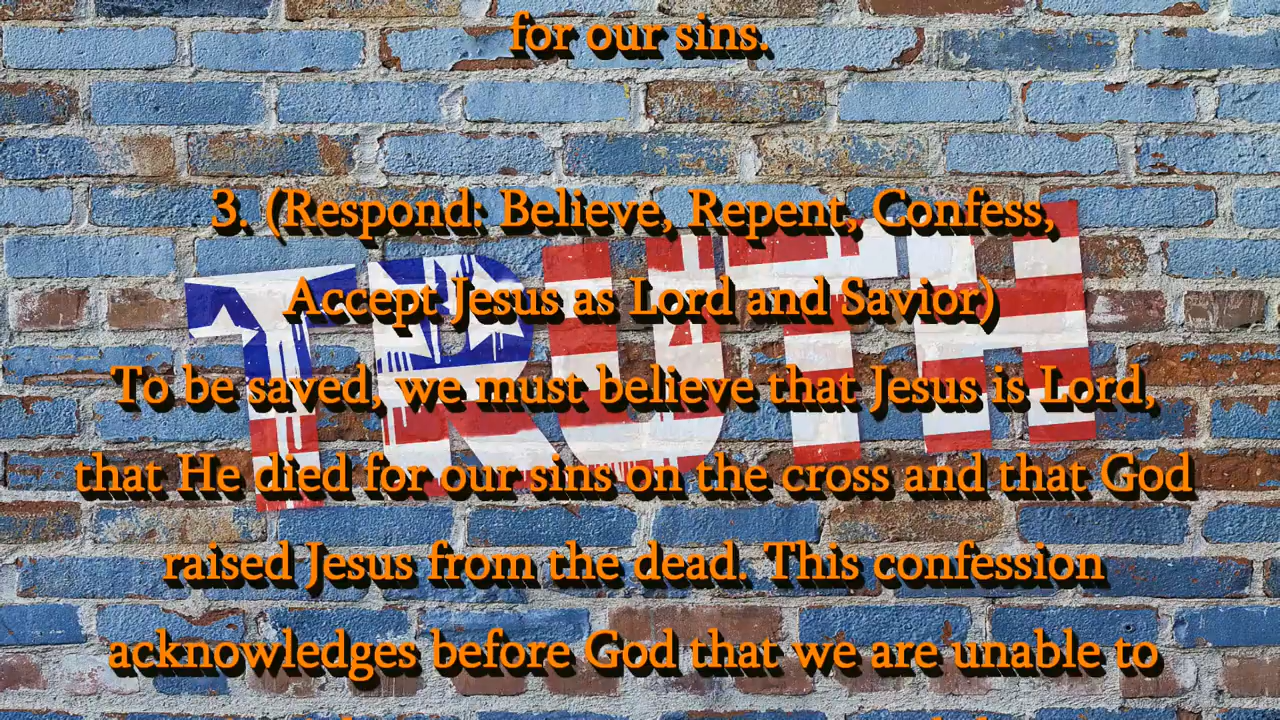 for our sins.
3. (Respond: Believe, Repent, Confess,
Accept Jesus as Lord and Savior)
TRUTH
To be saved, we must believe that Jesus is Lord,
that He died for our sins on the cross and that God
raised Jesus from the dead. This confession
acknowledges before God that we are unable to